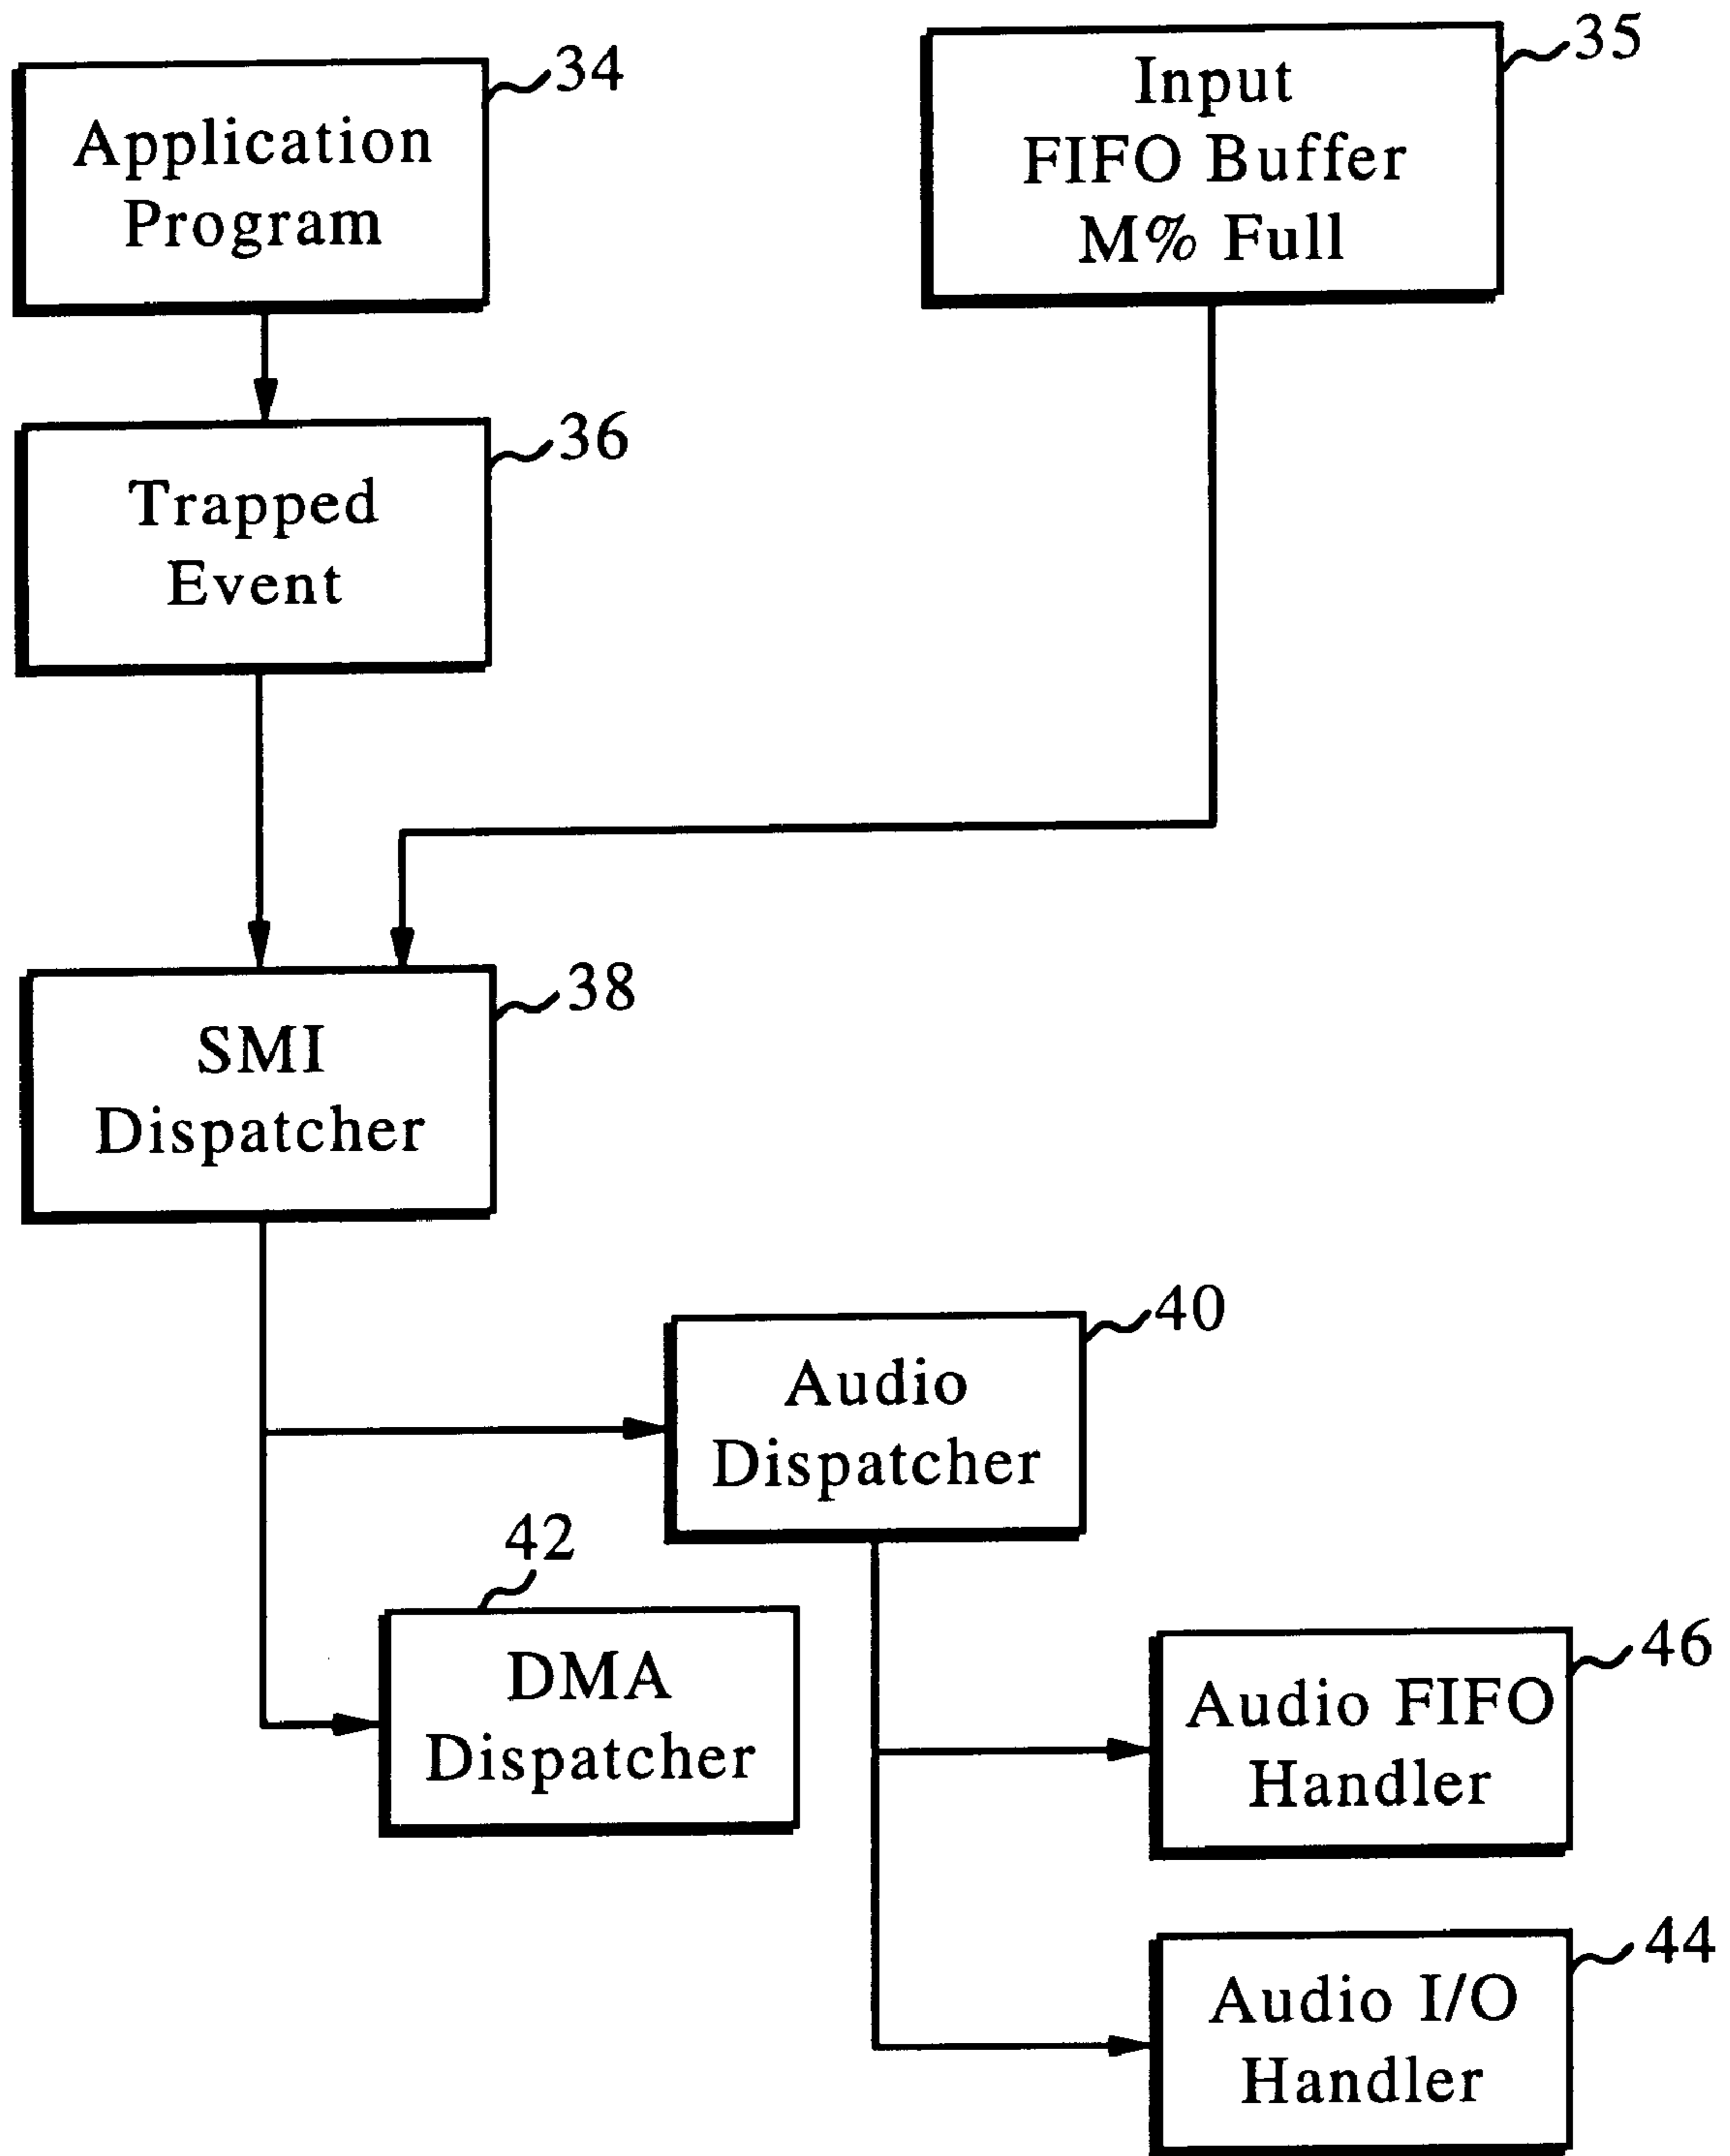 34
Application
Program
35
Input
FIFO Buffer
M% Full
36
Trapped
Event
38
SMI
Dispatcher
40
Audio
Dispatcher
42
DMA
Dispatcher
46
Audio FIFO
Handler
44
Audio I/O
Handler